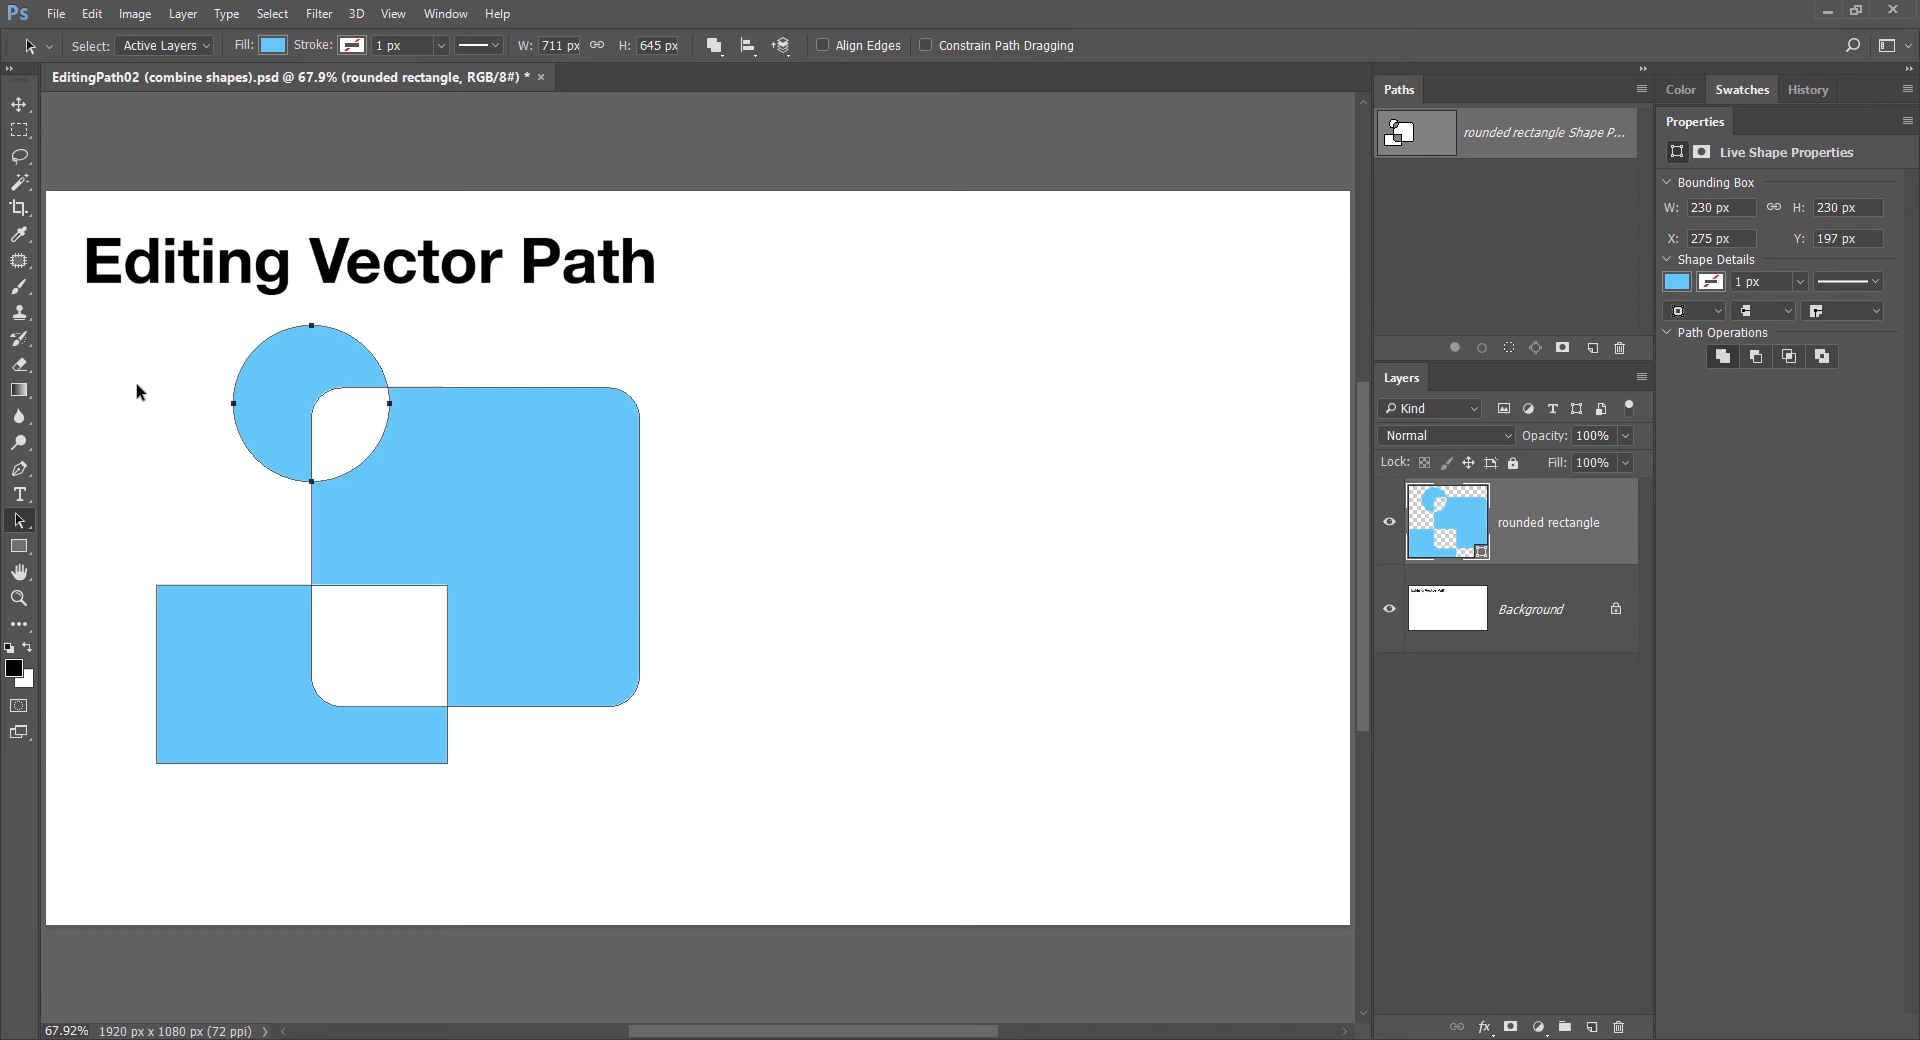 Ps File Edit Image Layer Type Select Filter 3D View Window Help
Select: Active Layers Fill: Stroke: 1 px W: 711 px H: 645 px Align Edges Constrain Path Dragging
EditingPath02 (combine shapes).psd @ 67.9% (rounded rectangle, RGB/8#) * ×
Editing Vector Path
67.92% 1920 px x 1080 px (72 ppi)
Paths
rounded rectangle Shape P...
Layers
Kind
Normal Opacity: 100%
Lock: Fill: 100%
rounded rectangle
Background
Color Swatches History
Properties
Live Shape Properties
Bounding Box
W: 230 px H: 230 px
X: 275 px Y: 197 px
Shape Details
1 px
Path Operations